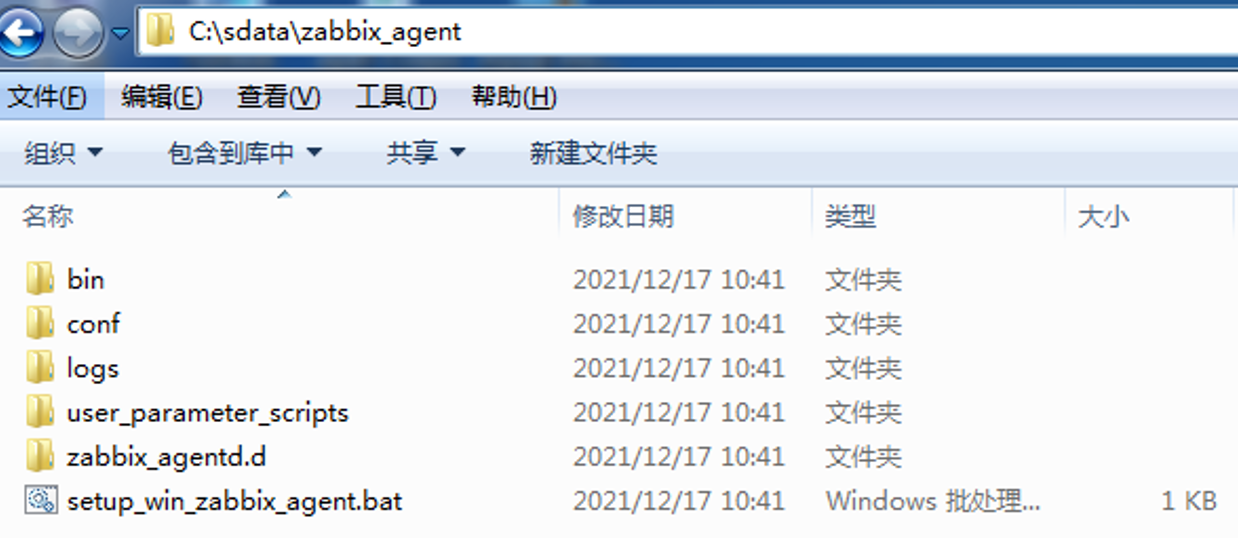 C:\sdata\zabbix_agent
文件(F) 编辑(E) 查看(V) 工具(T) 帮助(H)
组织 包含到库中 共享 新建文件夹
名称 修改日期 类型 大小
bin 2021/12/17 10:41 文件夹
conf 2021/12/17 10:41 文件夹
logs 2021/12/17 10:41 文件夹
user_parameter_scripts 2021/12/17 10:41 文件夹
zabbix_agentd.d 2021/12/17 10:41 文件夹
setup_win_zabbix_agent.bat 2021/12/17 10:41 Windows 批处理... 1 KB